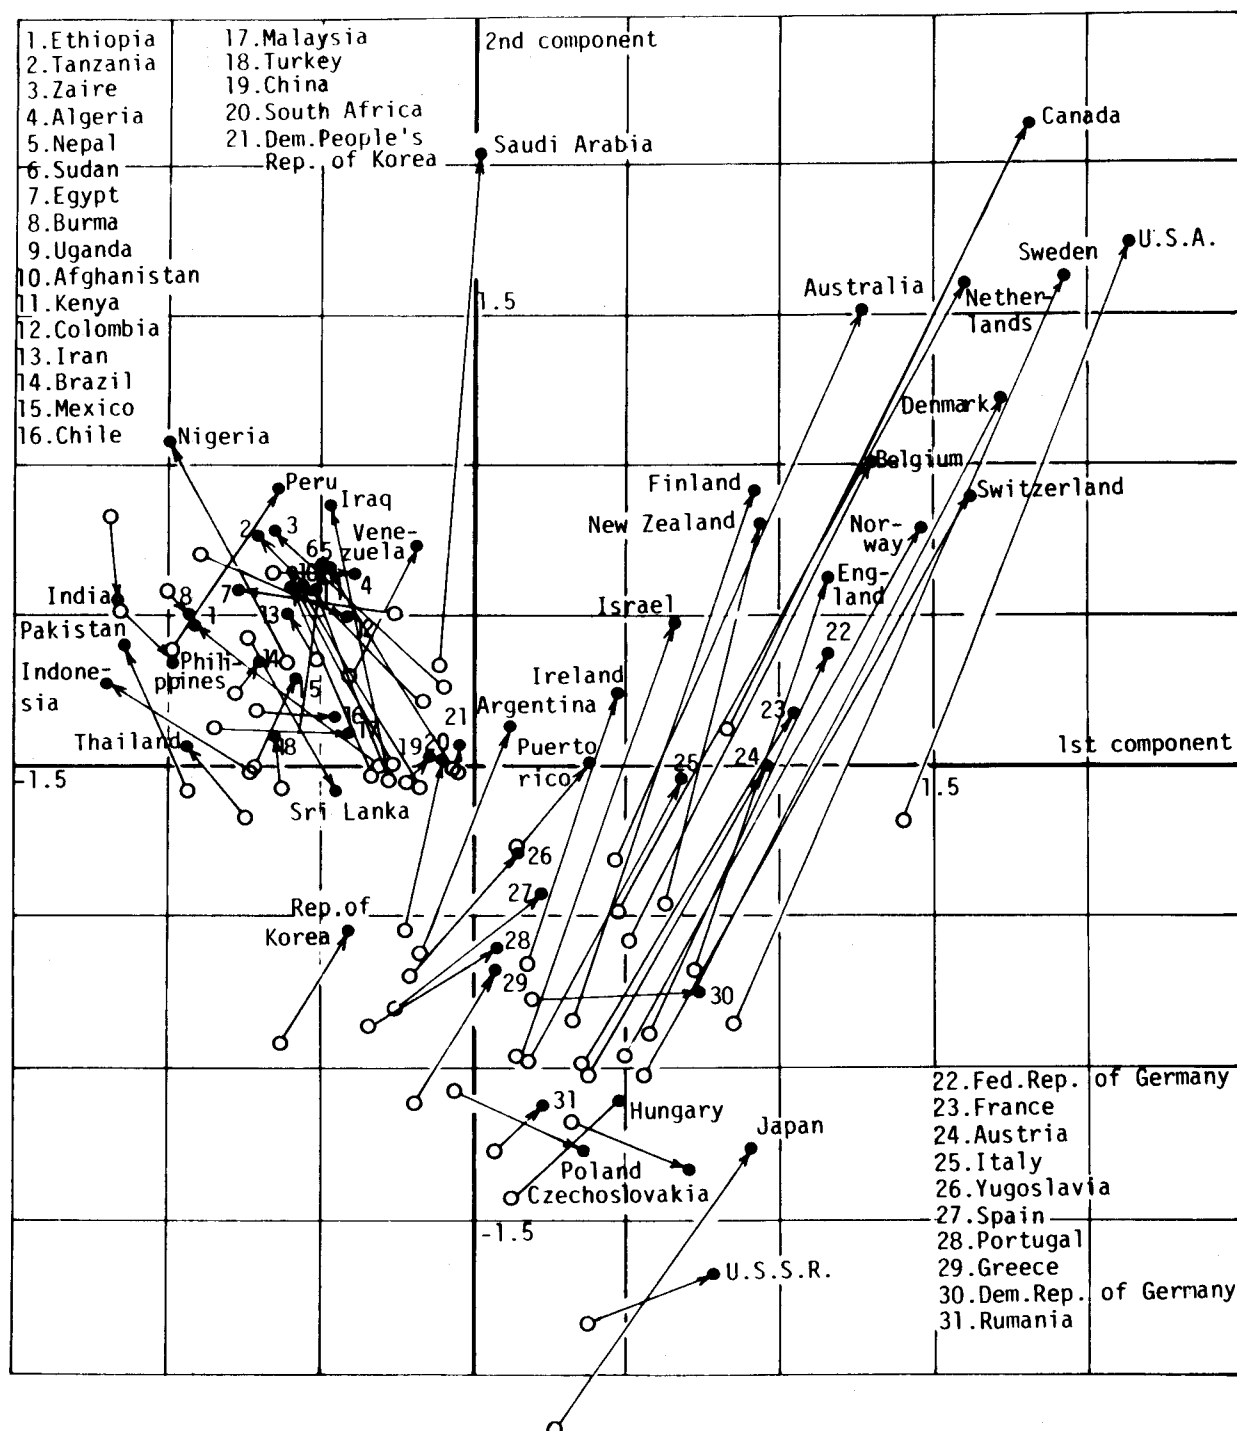 1.Ethiopia
2.Tanzania
3.Zaire
4.Algeria
5.Nepal
6.Sudan
7.Egypt
8.Burma
9.Uganda
10.Afghanistan
11.Kenya
12.Colombia
13.Iran
14.Brazil
15.Mexico
16.Chile
17.Malaysia
18.Turkey
19.China
20.South Africa
21.Dem.People's
Rep. of Korea
2nd component
Canada
Saudi Arabia
U.S.A.
Sweden
Australia
Nether-
lands
1.5
Denmark
Nigeria
Belgium
Peru
Finland
Switzerland
Iraq
New Zealand
Nor-
way
Vene-
zuela
2
3
6
5
4
Eng-
land
India
8
7
1
13
Israel
22
Pakistan
Phili-
ppines
14
Indone-
sia
15
Ireland
Argentina
23
16
17
21
Thailand
18
19
20
Puerto
rico
25
24
1st component
-1.5
1.5
Sri Lanka
26
27
Rep.of
Korea
28
29
30
31
Hungary
Japan
Poland
Czechoslovakia
-1.5
U.S.S.R.
22.Fed.Rep. of Germany
23.France
24.Austria
25.Italy
26.Yugoslavia
27.Spain
28.Portugal
29.Greece
30.Dem.Rep. of Germany
31.Rumania